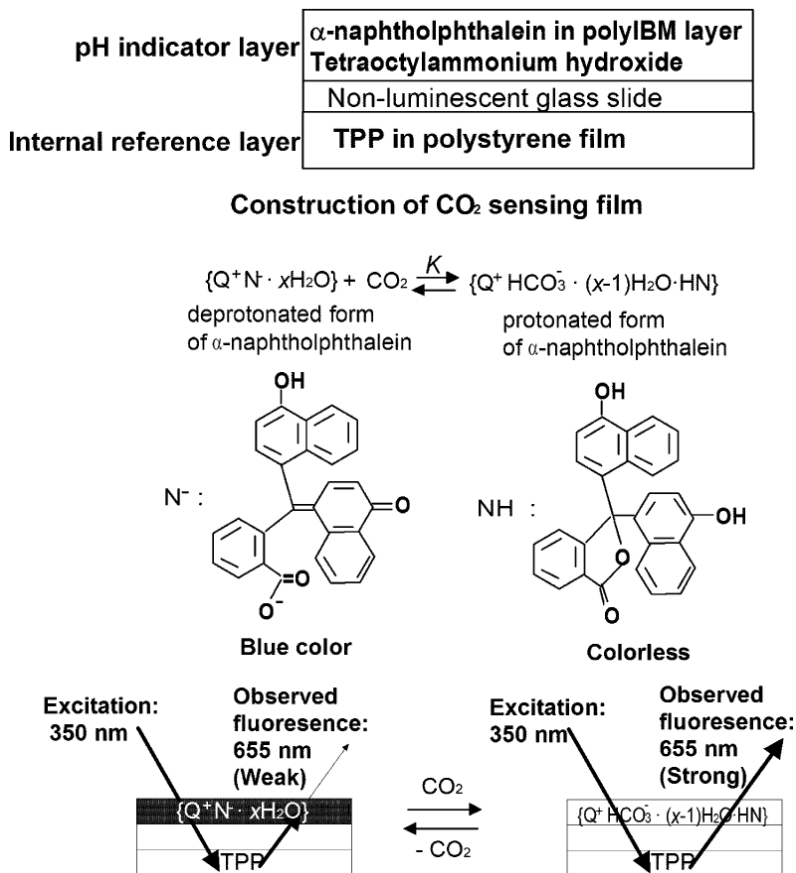 pH indicator layer
α-naphtholphthalein in polyIBM layer
Tetraoctylammonium hydroxide
Non-luminescent glass slide
Internal reference layer
TPP in polystyrene film
Construction of CO₂ sensing film
{Q⁺N⁻· xH₂O} + CO₂ K {Q⁺ HCO₃⁻ · (x-1)H₂O·HN}
deprotonated form
of α-naphtholphthalein
protonated form
of α-naphtholphthalein
N⁻ :
OH
O
O
O⁻
Blue color
NH :
OH
OH
O
O
Colorless
Excitation:
350 nm
Observed
fluoresence:
655 nm
(Weak)
{Q⁺N⁻· xH₂O}
TPP
CO₂
- CO₂
Excitation:
350 nm
Observed
fluoresence:
655 nm
(Strong)
{Q⁺ HCO₃⁻ · (x-1)H₂O·HN}
TPP